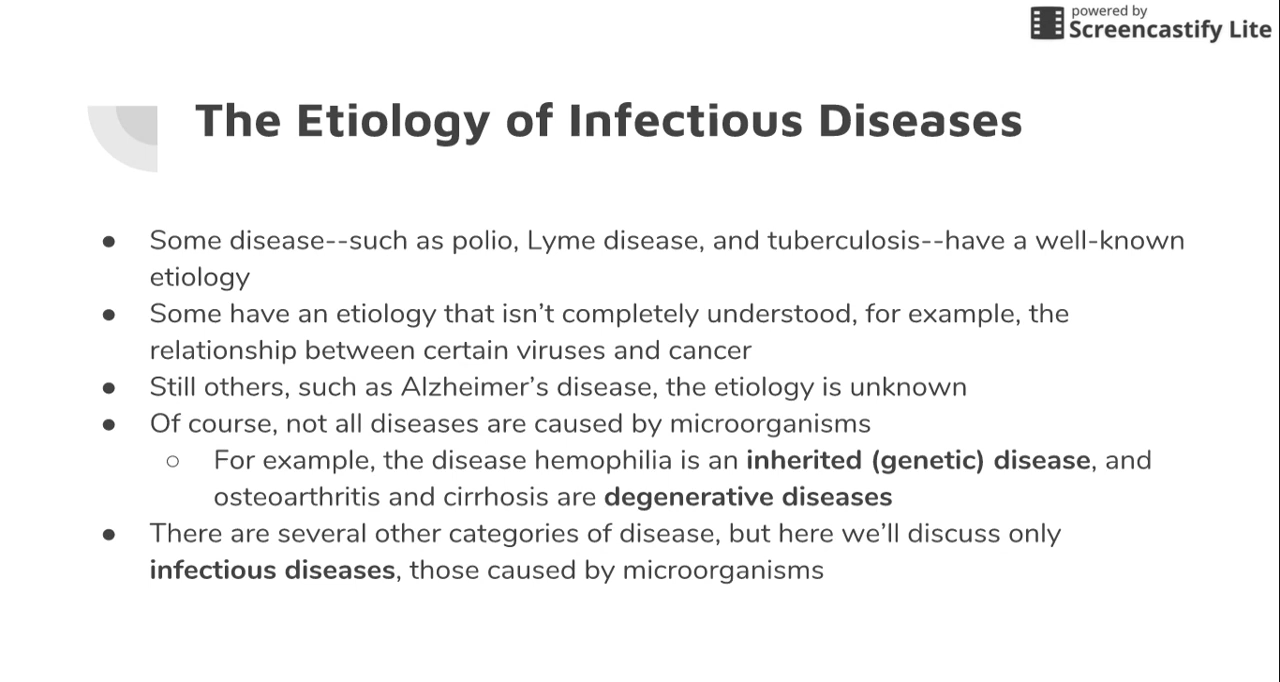 powered by
Screencastify Lite
The Etiology of Infectious Diseases
● Some disease--such as polio, Lyme disease, and tuberculosis--have a well-known
etiology
● Some have an etiology that isn’t completely understood, for example, the
relationship between certain viruses and cancer
● Still others, such as Alzheimer’s disease, the etiology is unknown
● Of course, not all diseases are caused by microorganisms
○ For example, the disease hemophilia is an inherited (genetic) disease, and
osteoarthritis and cirrhosis are degenerative diseases
● There are several other categories of disease, but here we’ll discuss only
infectious diseases, those caused by microorganisms